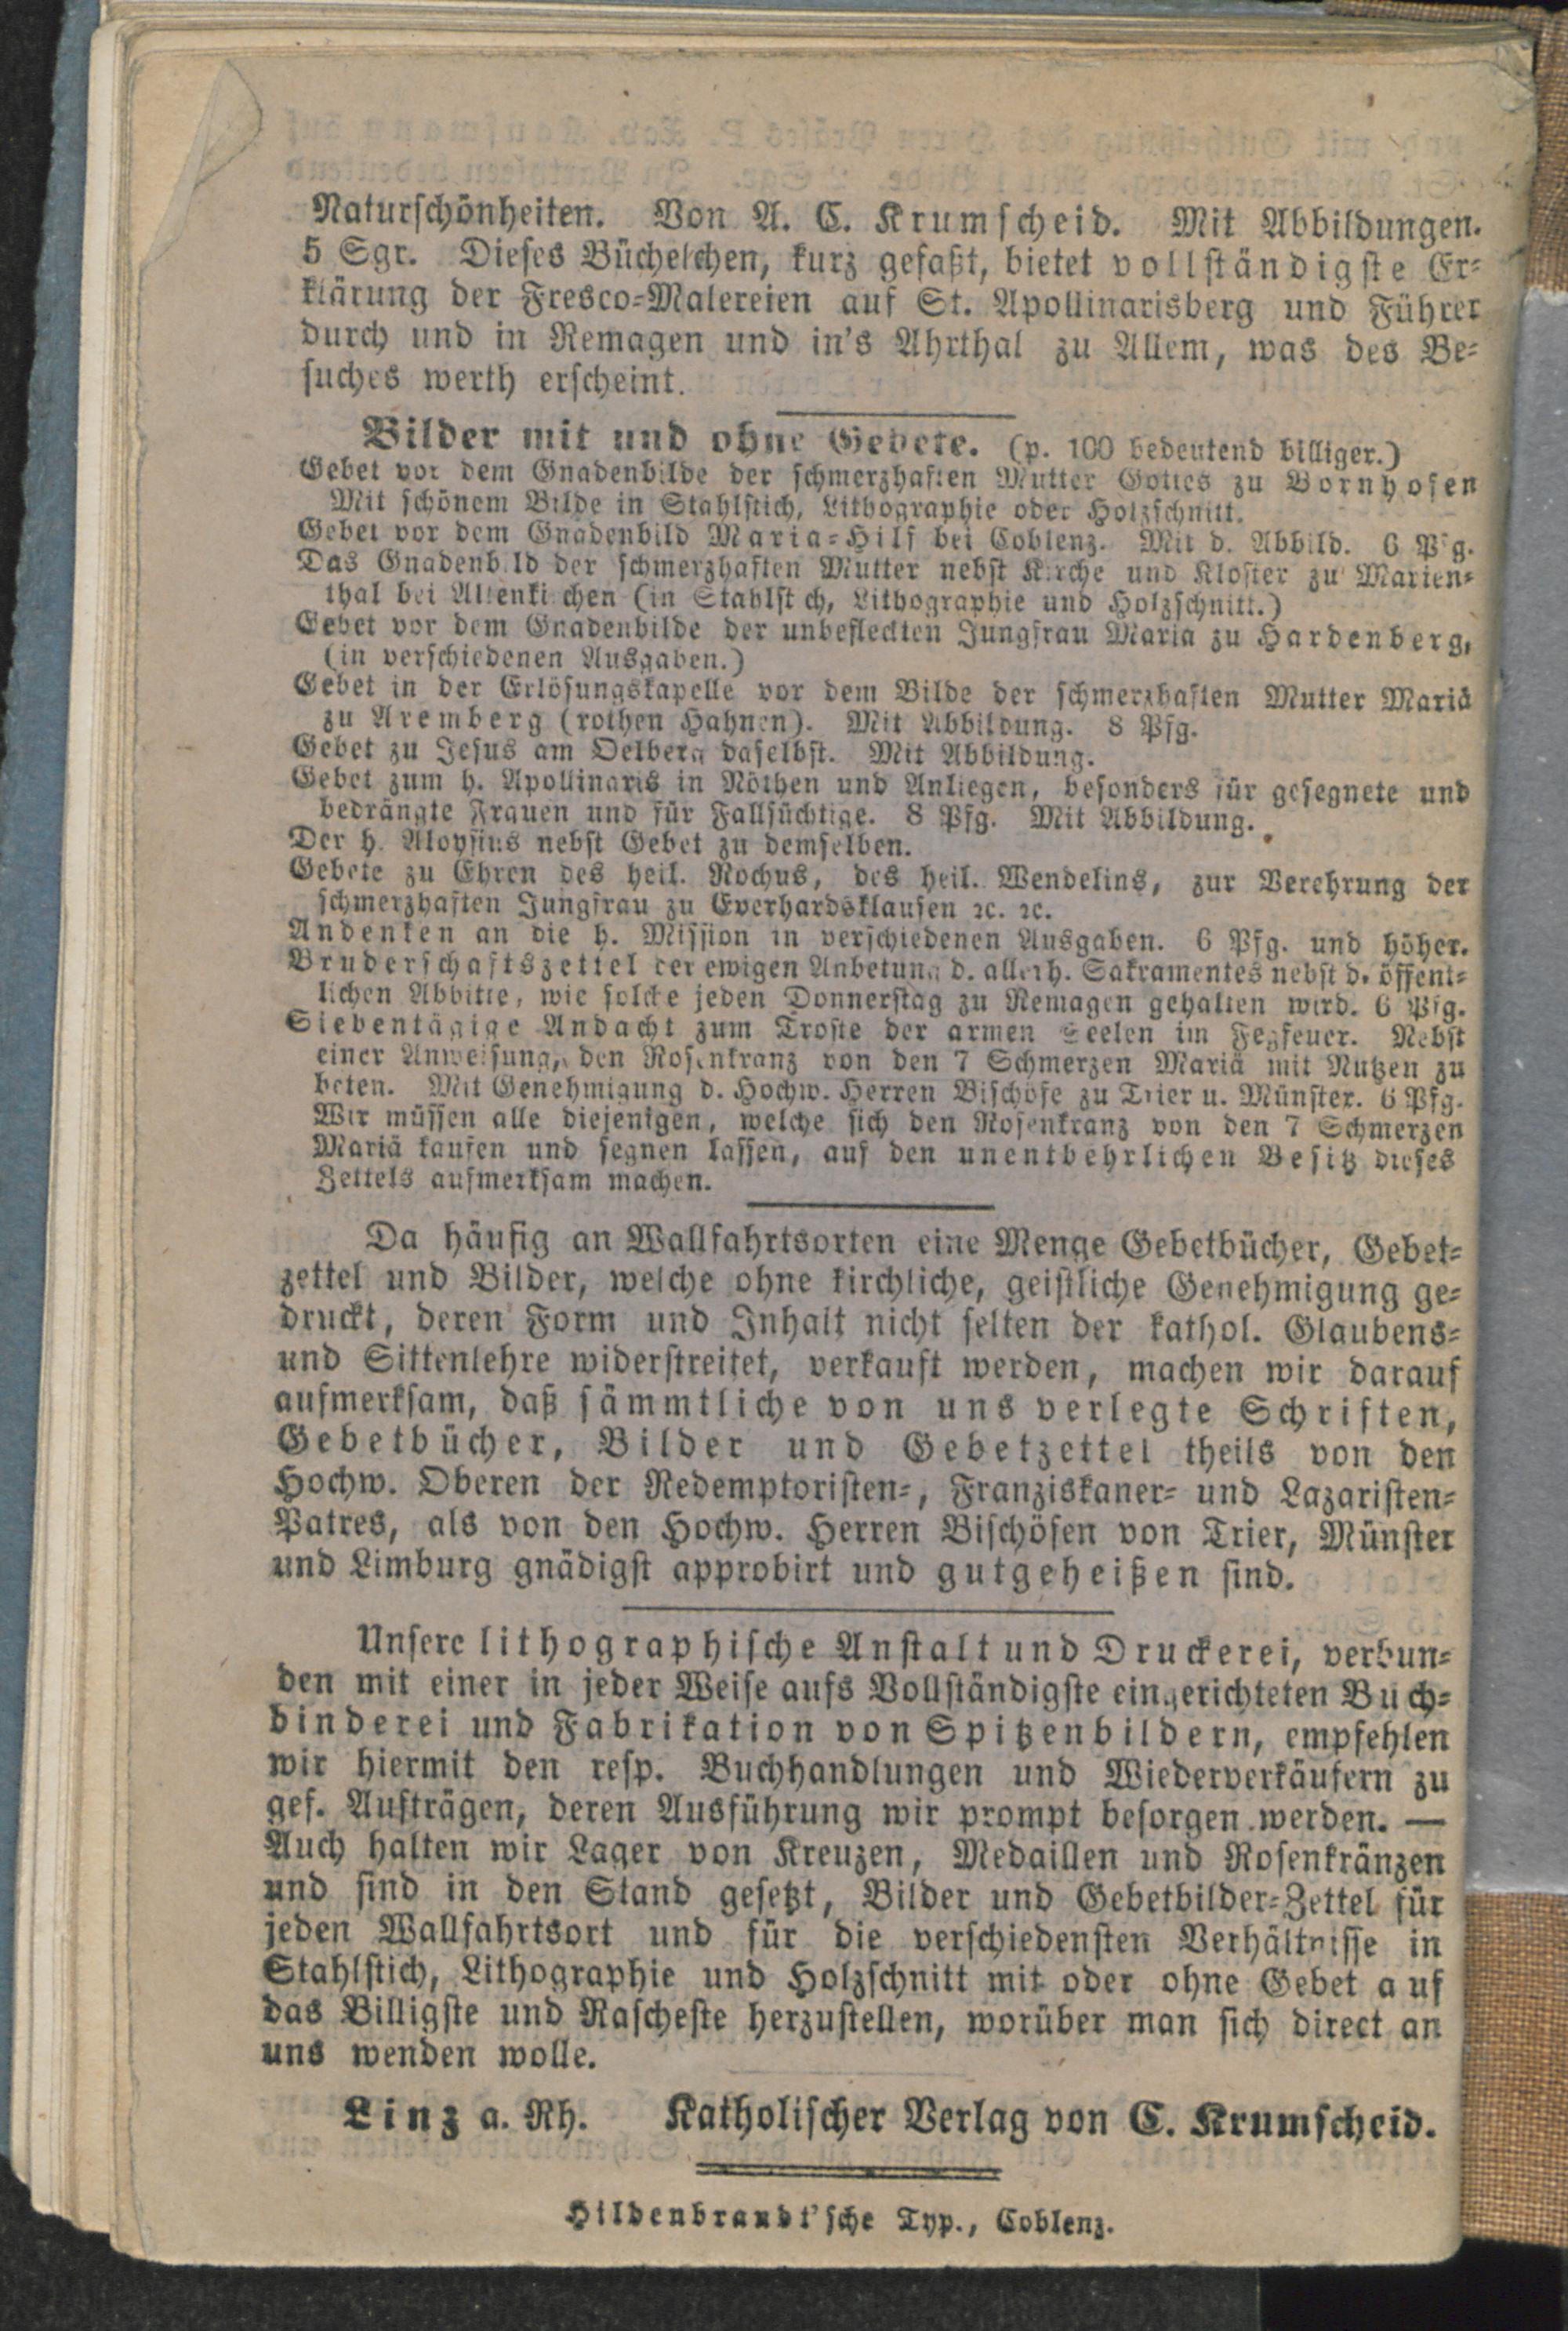 Naturschönheiten. Von A. C. Krumscheid. Mit Abbildungen.
5 Sgr. Dieses Büchelchen, kurz gefaßt, bietet vollständigste Er-
klärung der Fresco-Malereien auf St. Apollinarisberg und Führer
durch und in Remagen und in's Ahrthal zu Allem, was des Be-
suches werth erscheint.
Bilder mit und ohne Gebete. (p. 100 bedeutend billiger.)
Gebet vor dem Gnadenbilde der schmerzhaften Mutter Gottes zu Bornhofen
Mit schönem Bilde in Stahlstich, Lithographie oder Holzschnitt.
Gebet vor dem Gnadenbild Maria-Hilf bei Coblenz. Mit d. Abbild. 6 Pfg.
Das Gnadenbild der schmerzhaften Mutter nebst Kirche und Kloster zu Marien-
thal bei Altenkirchen (in Stahlstich, Lithographie und Holzschnitt.)
Gebet vor dem Gnadenbilde der unbefleckten Jungfrau Maria zu Hardenberg,
(in verschiedenen Ausgaben.)
Gebet in der Erlösungskapelle vor dem Bilde der schmerzhaften Mutter Mariä
zu Aremberg (rothen Hahnen). Mit Abbildung. 8 Pfg.
Gebet zu Jesus am Oelberg daselbst. Mit Abbildung.
Gebet zum h. Apollinaris in Nöthen und Anliegen, besonders für gesegnete und
bedrängte Frauen und für Fallsüchtige. 8 Pfg. Mit Abbildung.
Der h. Aloysius nebst Gebet zu demselben.
Gebete zu Ehren des heil. Rochus, des heil. Wendelins, zur Verehrung der
schmerzhaften Jungfrau zu Everhardsklausen ꝛc. ꝛc.
Andenken an die h. Mission in verschiedenen Ausgaben. 6 Pfg. und höher.
Bruderschaftszettel der ewigen Anbetung d. allerh. Sakramentes nebst d. öffent-
lichen Abbitte, wie solche jeden Donnerstag zu Remagen gehalten wird. 6 Pfg.
Siebentägige Andacht zum Troste der armen Seelen im Fegfeuer. Nebst
einer Anweisung, den Rosenkranz von den 7 Schmerzen Mariä mit Nutzen zu
beten. Mit Genehmigung d. Hochw. Herren Bischöfe zu Trier u. Münster. 6 Pfg.
Wir müssen alle diejenigen, welche sich den Rosenkranz von den 7 Schmerzen
Mariä kaufen und segnen lassen, auf den unentbehrlichen Besitz dieses
Zettels aufmerksam machen.
Da häufig an Wallfahrtsorten eine Menge Gebetbücher, Gebet-
zettel und Bilder, welche ohne kirchliche, geistliche Genehmigung ge-
druckt, deren Form und Inhalt nicht selten der kathol. Glaubens-
und Sittenlehre widerstreitet, verkauft werden, machen wir darauf
aufmerksam, daß sämmtliche von uns verlegte Schriften,
Gebetbücher, Bilder und Gebetzettel theils von den
Hochw. Oberen der Redemptoristen-, Franziskaner- und Lazaristen-
Patres, als von den Hochw. Herren Bischöfen von Trier, Münster
und Limburg gnädigst approbirt und gutgeheißen sind.
Unsere lithographische Anstalt und Druckerei, verbun-
den mit einer in jeder Weise aufs Vollständigste eingerichteten Buch-
binderei und Fabrikation von Spitzenbildern, empfehlen
wir hiermit den resp. Buchhandlungen und Wiederverkäufern zu
gef. Aufträgen, deren Ausführung wir prompt besorgen werden. —
Auch halten wir Lager von Kreuzen, Medaillen und Rosenkränzen
und sind in den Stand gesetzt, Bilder und Gebetbilder-Zettel für
jeden Wallfahrtsort und für die verschiedensten Verhältnisse in
Stahlstich, Lithographie und Holzschnitt mit oder ohne Gebet auf
das Billigste und Rascheste herzustellen, worüber man sich direct an
uns wenden wolle.
Linz a. Rh. Katholischer Verlag von C. Krumscheid.
Hildenbrandt'sche Typ., Coblenz.